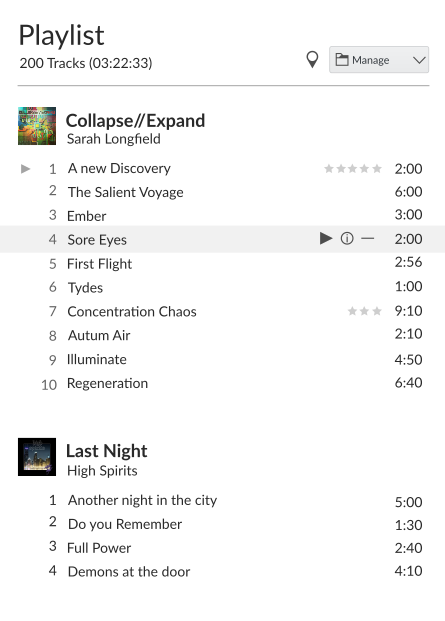 Playlist
200 Tracks (03:22:33)
Manage
Collapse//Expand
Sarah Longfield
1 A new Discovery 2:00
2 The Salient Voyage 6:00
3 Ember 3:00
4 Sore Eyes 2:00
5 First Flight 2:56
6 Tydes 1:00
7 Concentration Chaos 9:10
8 Autum Air 2:10
9 Illuminate 4:50
10 Regeneration 6:40
Last Night
High Spirits
1 Another night in the city 5:00
2 Do you Remember 1:30
3 Full Power 2:40
4 Demons at the door 4:10